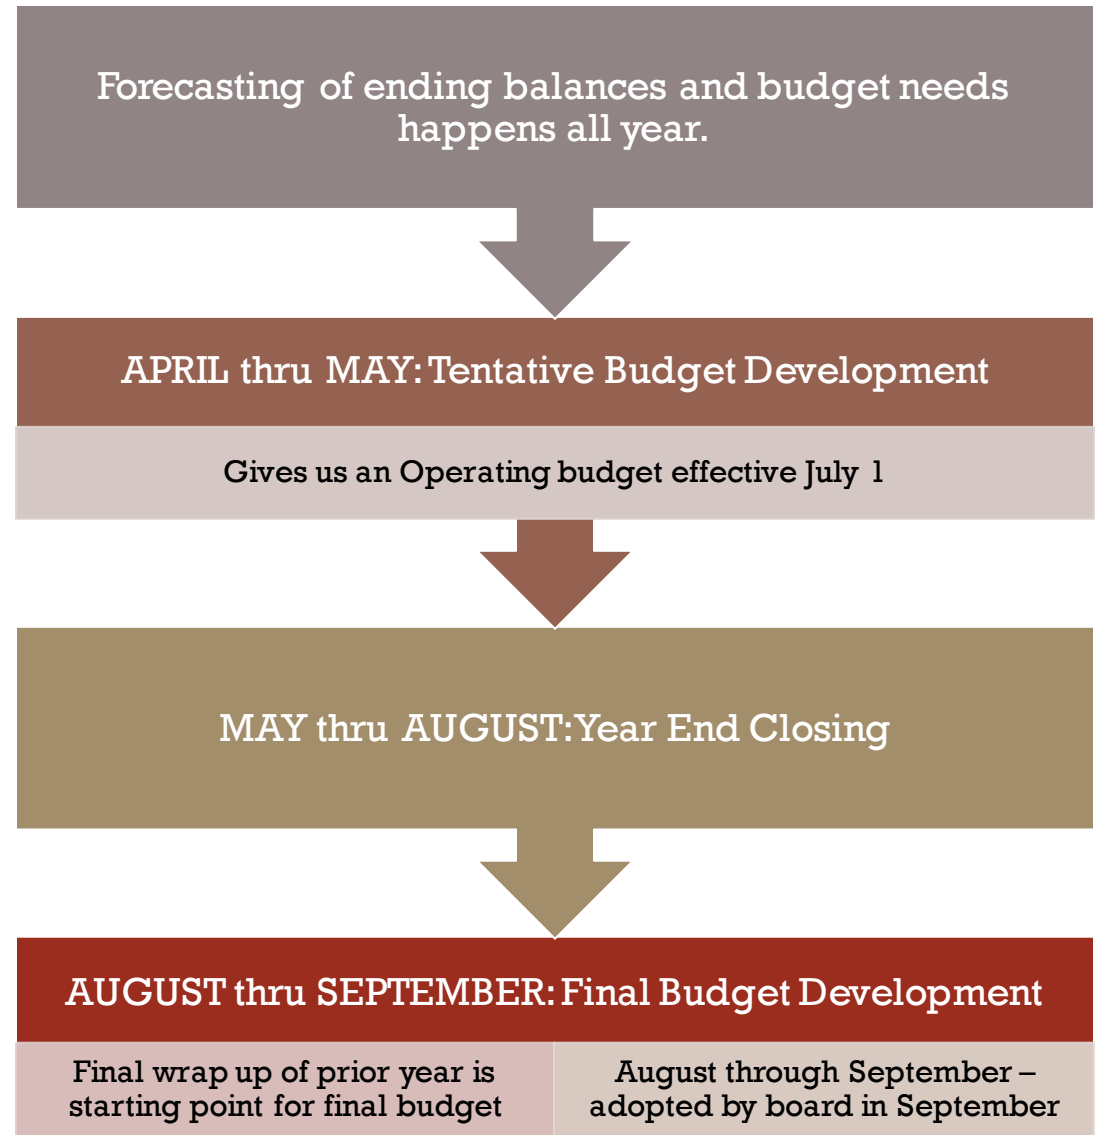 Forecasting of ending balances and budget needs
happens all year.
APRIL thru MAY: Tentative Budget Development
Gives us an Operating budget effective July 1
MAY thru AUGUST: Year End Closing
AUGUST thru SEPTEMBER: Final Budget Development
Final wrap up of prior year is
starting point for final budget
August through September –
adopted by board in September